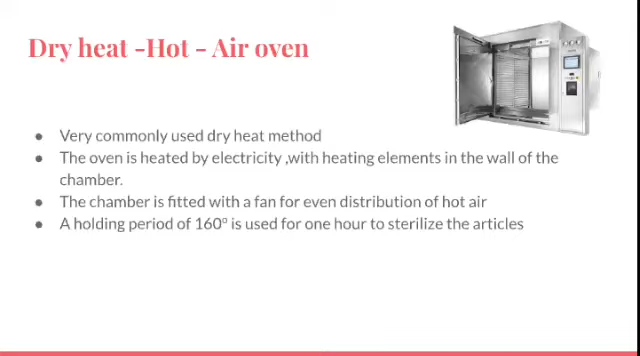 Dry heat -Hot - Air oven
● Very commonly used dry heat method
● The oven is heated by electricity ,with heating elements in the wall of the
chamber.
● The chamber is fitted with a fan for even distribution of hot air
● A holding period of 160° is used for one hour to sterilize the articles